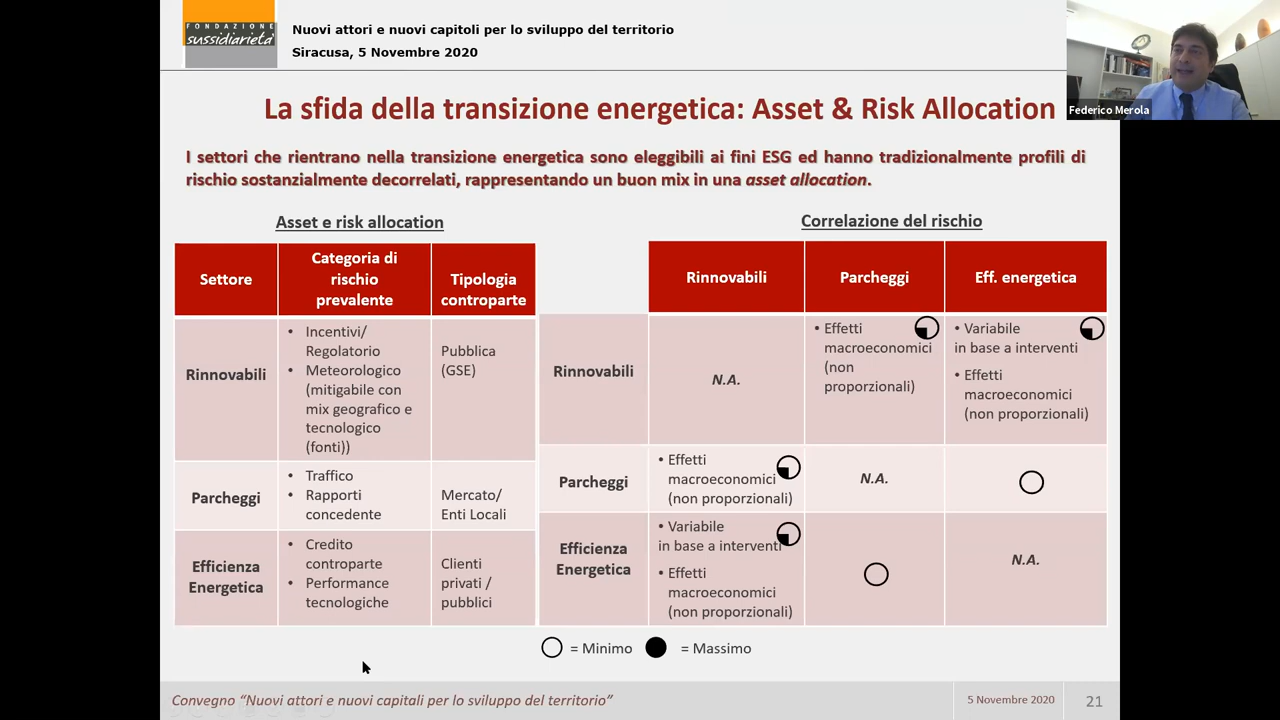 FONDAZIONE
sussidiarietà
Nuovi attori e nuovi capitoli per lo sviluppo del territorio
Siracusa, 5 Novembre 2020
Federico Merola
La sfida della transizione energetica: Asset & Risk Allocation
I settori che rientrano nella transizione energetica sono eleggibili ai fini ESG ed hanno tradizionalmente profili di
rischio sostanzialmente decorrelati, rappresentando un buon mix in una asset allocation.
Asset e risk allocation
Settore
Categoria di
rischio
prevalente
Tipologia
controparte
Rinnovabili
• Incentivi/
Regolatorio
• Meteorologico
(mitigabile con
mix geografico e
tecnologico
(fonti))
Pubblica
(GSE)
Parcheggi
• Traffico
• Rapporti
concedente
Mercato/
Enti Locali
Efficienza
Energetica
• Credito
controparte
• Performance
tecnologiche
Clienti
privati /
pubblici
Correlazione del rischio
Rinnovabili
Parcheggi
Eff. energetica
Rinnovabili
N.A.
• Effetti
macroeconomici
(non
proporzionali)
• Variabile
in base a interventi
• Effetti
macroeconomici
(non proporzionali)
Parcheggi
• Effetti
macroeconomici
(non proporzionali)
N.A.
Efficienza
Energetica
• Variabile
in base a interventi
• Effetti
macroeconomici
(non proporzionali)
N.A.
= Minimo
= Massimo
Convegno “Nuovi attori e nuovi capitali per lo sviluppo del territorio”
5 Novembre 2020
21